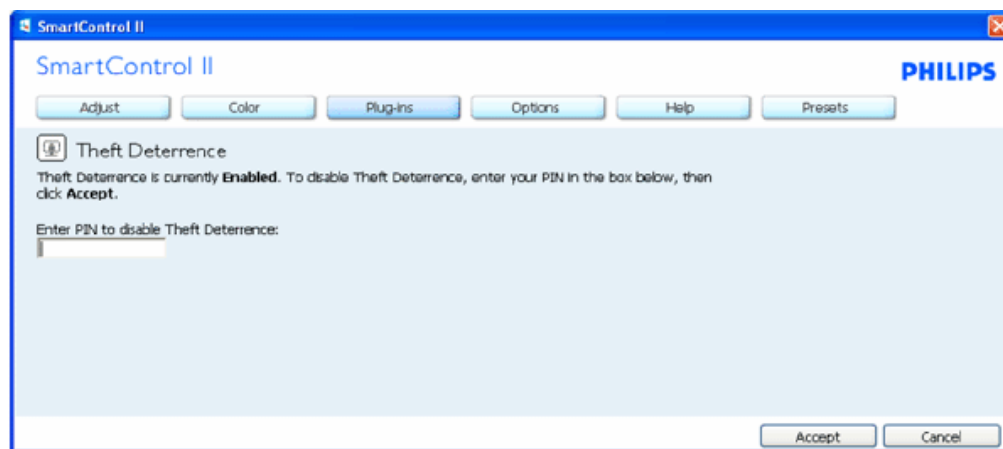 SmartControl II
SmartControl II
PHILIPS
Adjust Color Plug-ins Options Help Presets
Theft Deterrence
Theft Deterrence is currently Enabled. To disable Theft Deterrence, enter your PIN in the box below, then
click Accept.
Enter PIN to disable Theft Deterrence:
Accept Cancel